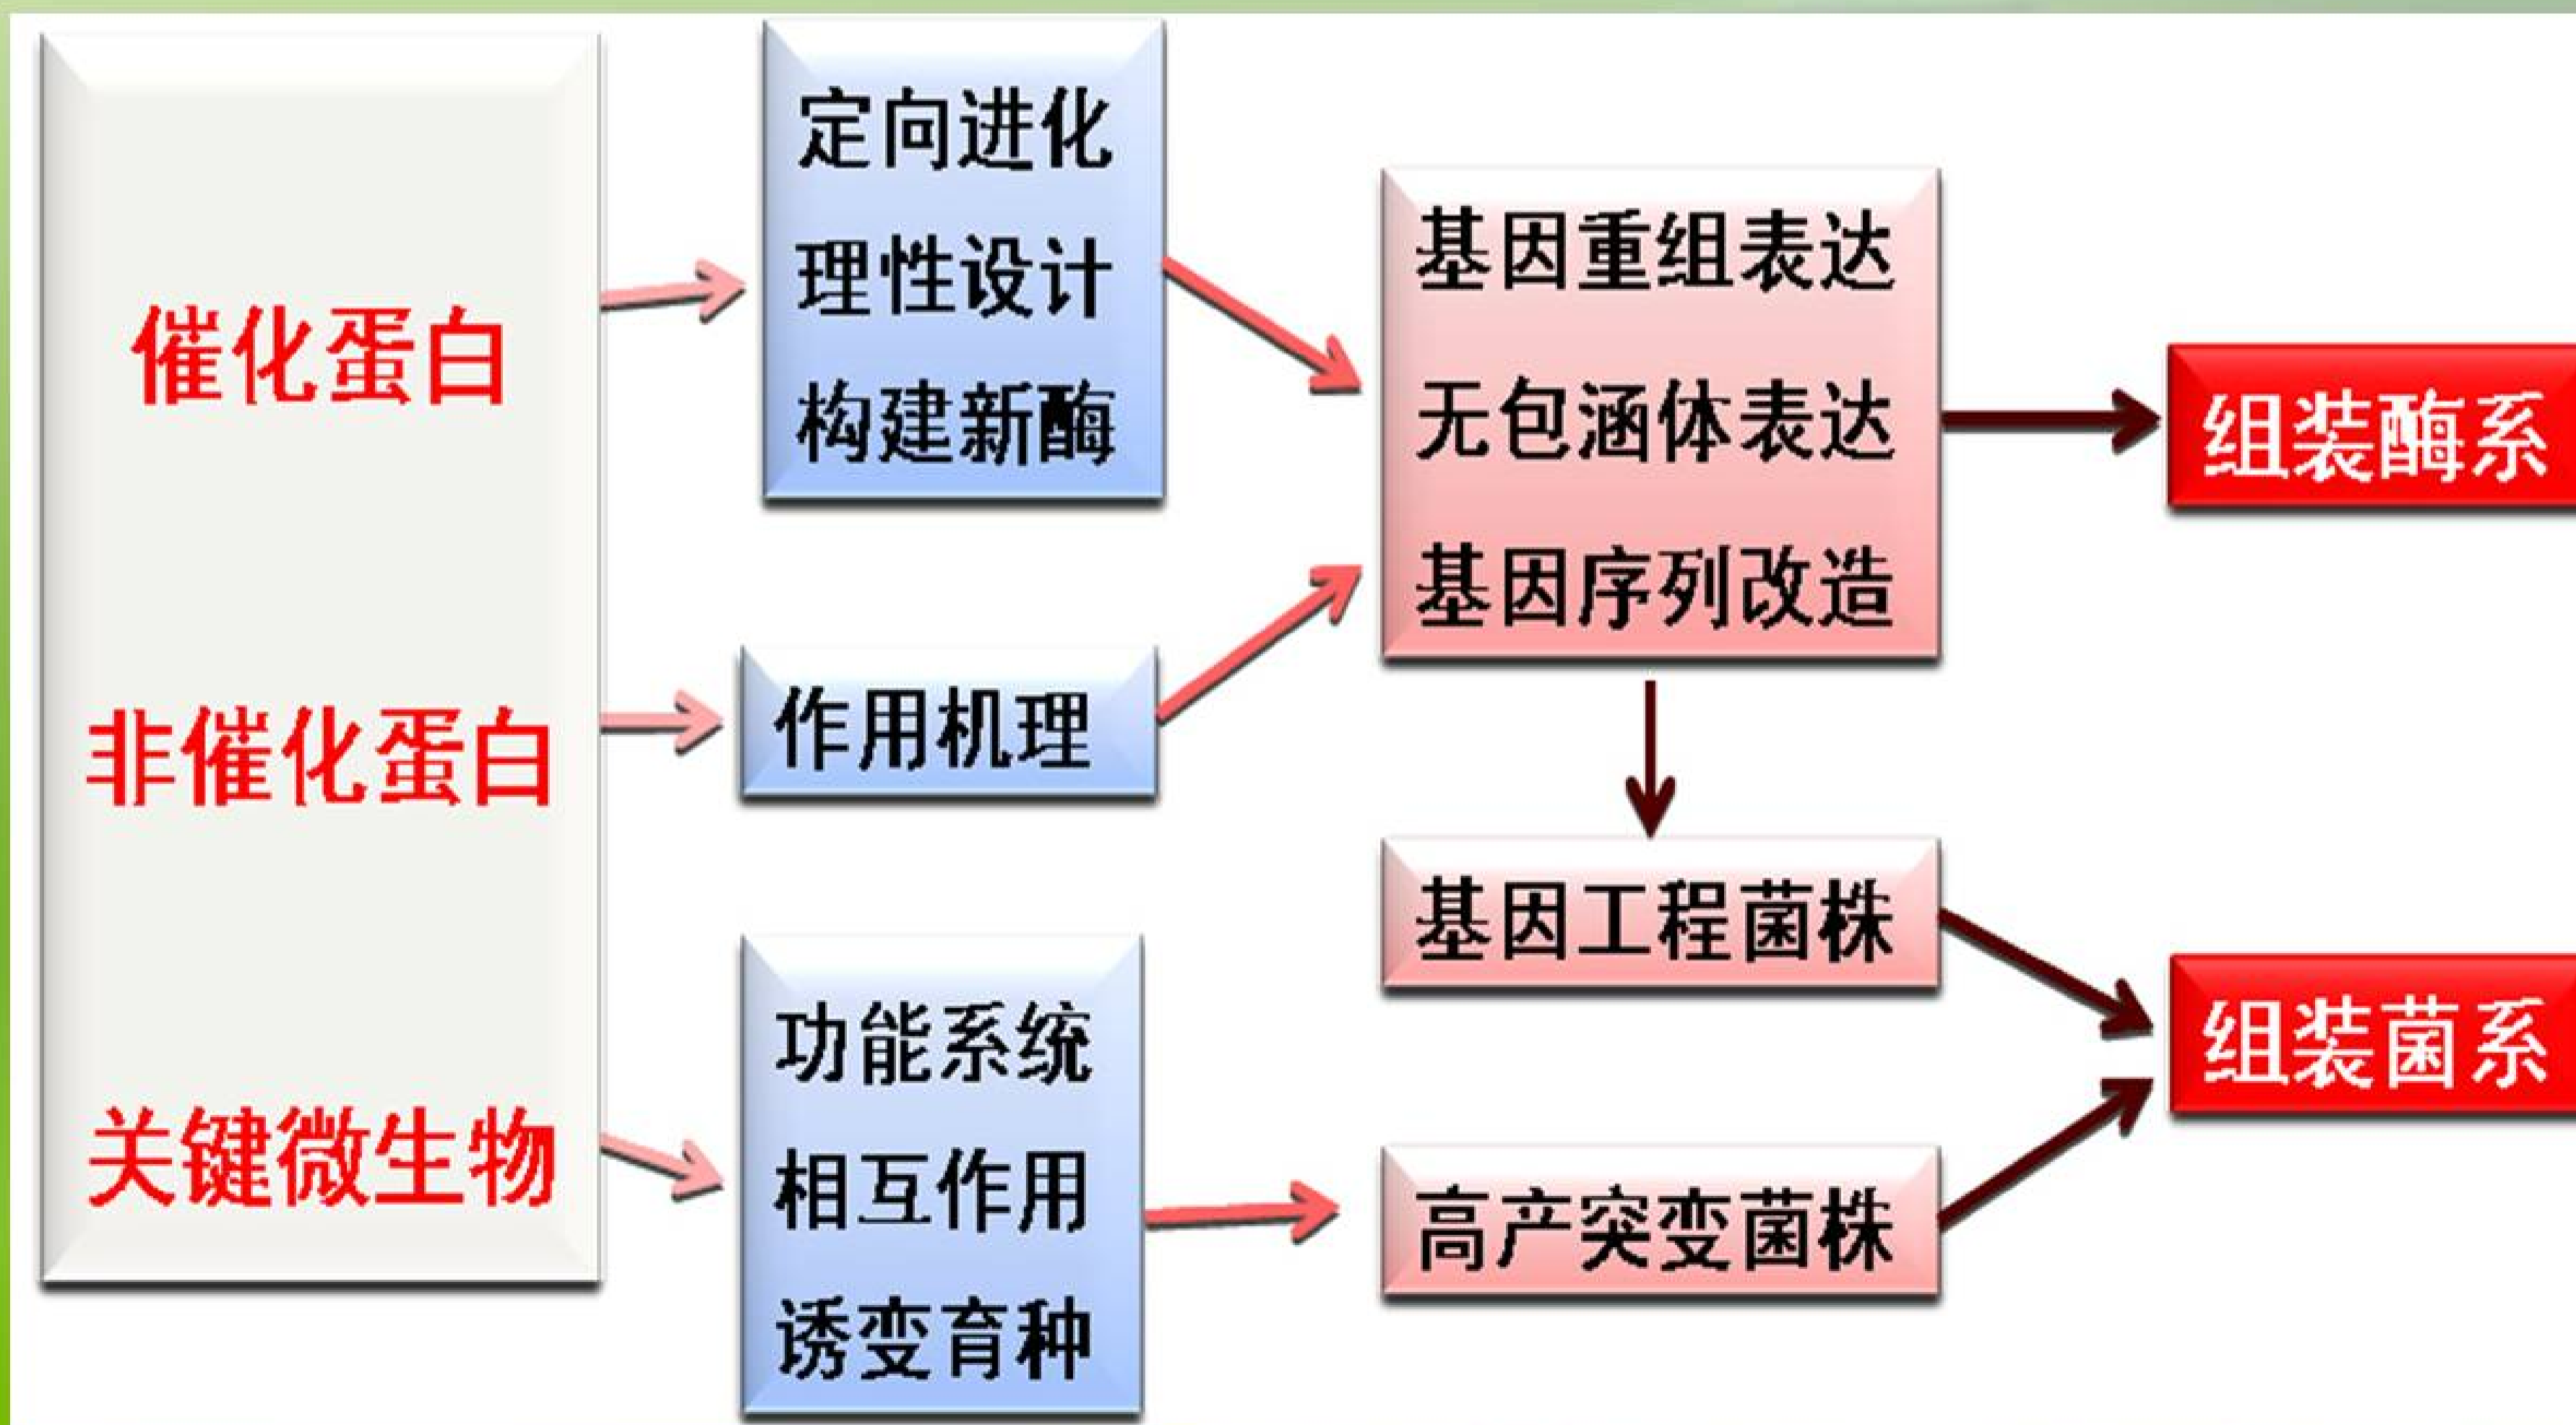 催化蛋白
非催化蛋白
关键微生物
定向进化
理性设计
构建新酶
作用机理
功能系统
相互作用
诱变育种
基因重组表达
无包涵体表达
基因序列改造
基因工程菌株
高产突变菌株
组装酶系
组装菌系